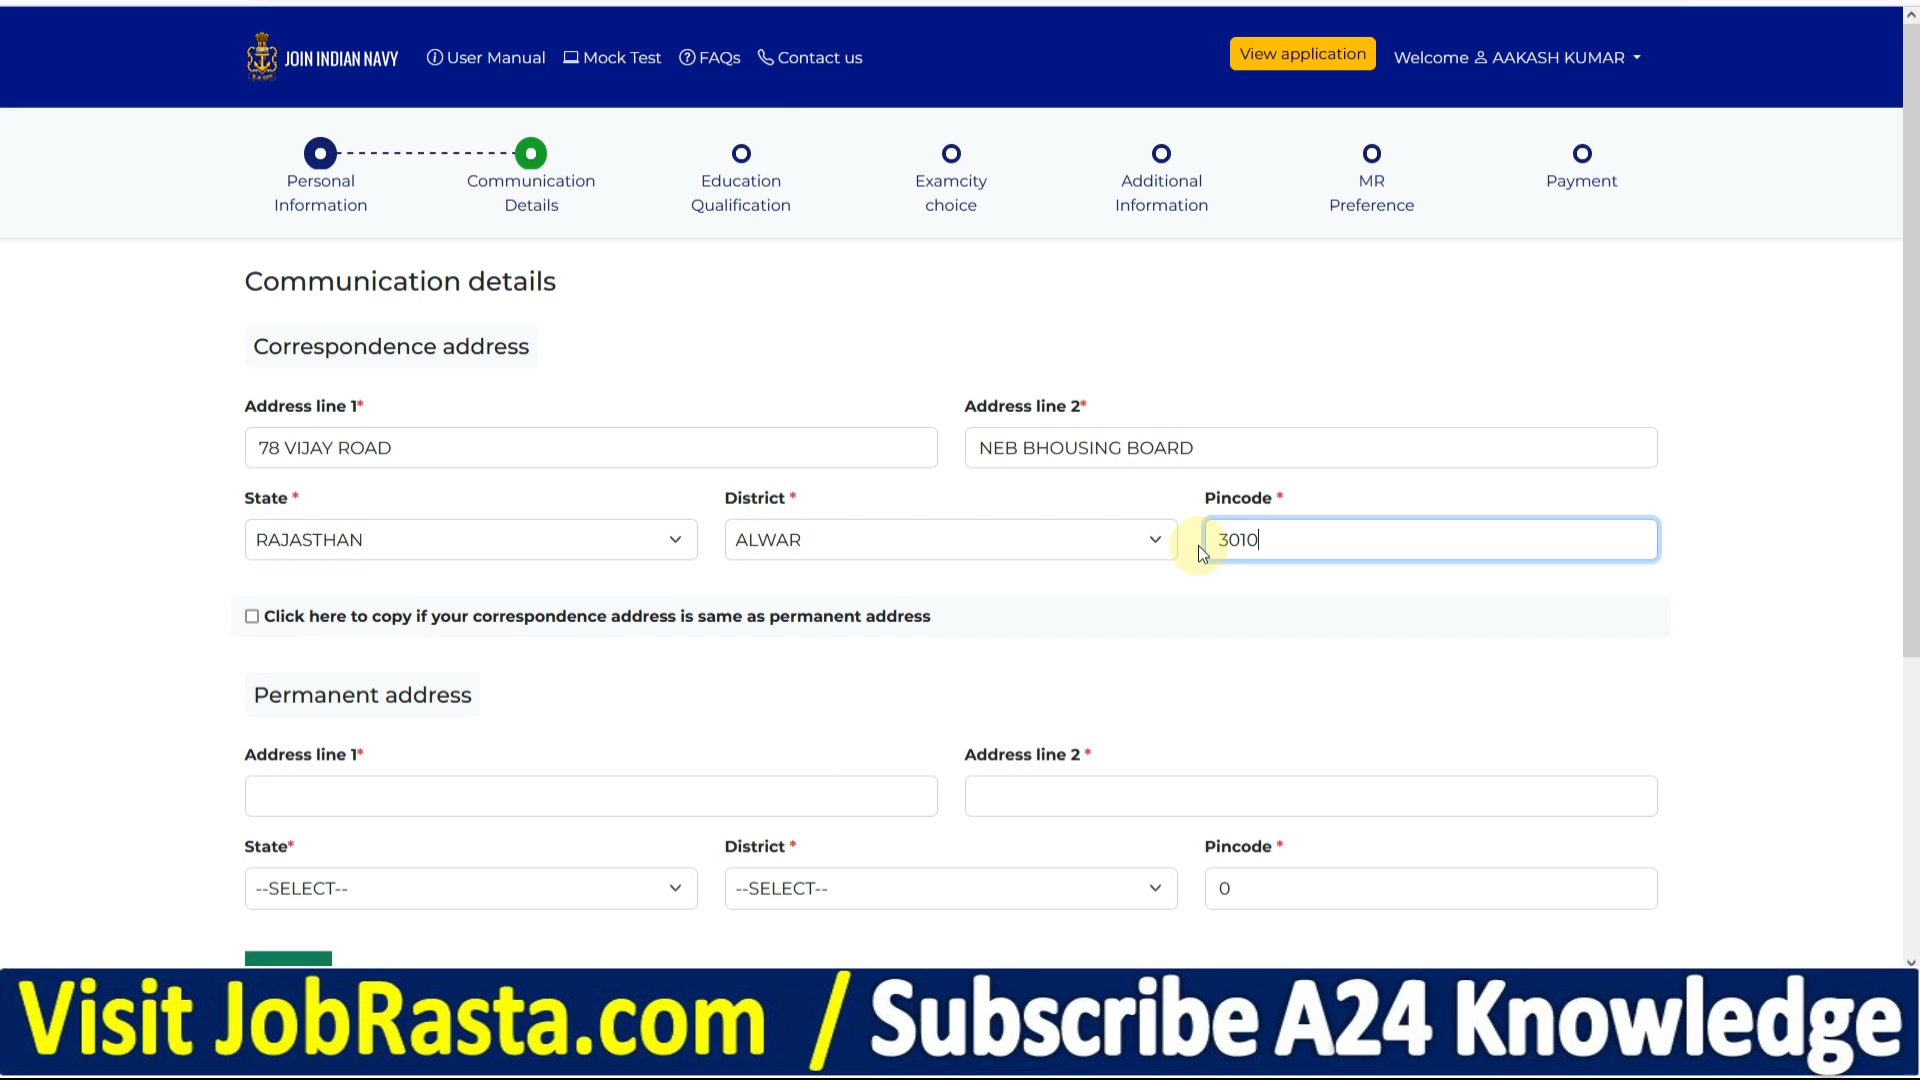 JOIN INDIAN NAVY User Manual Mock Test FAQs Contact us View application Welcome AAKASH KUMAR
Personal Information
Communication Details
Education Qualification
Examcity choice
Additional Information
MR Preference
Payment
Communication details
Correspondence address
Address line 1* Address line 2*
78 VIJAY ROAD NEB BHOUSING BOARD
State * District * Pincode *
RAJASTHAN ALWAR 3010
Click here to copy if your correspondence address is same as permanent address
Permanent address
Address line 1* Address line 2 *
State* District * Pincode *
--SELECT-- --SELECT-- 0
Visit JobRasta.com / Subscribe A24 Knowledge